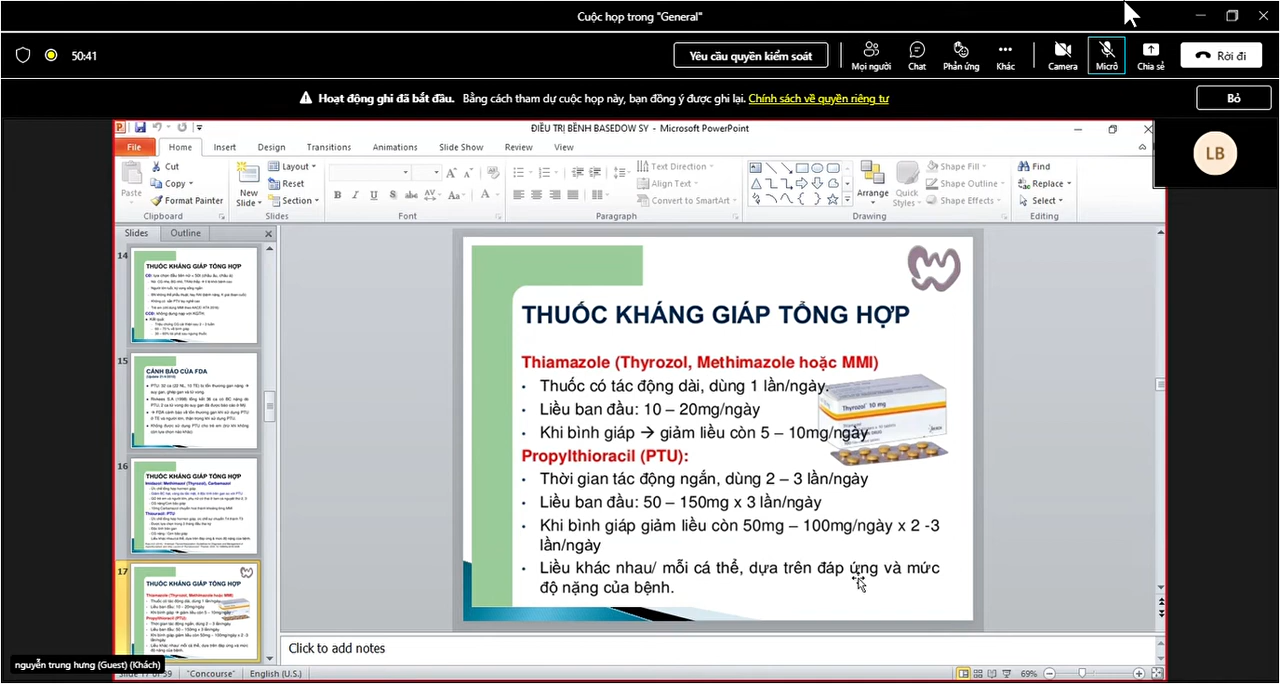 Cuộc họp trong "General"
50:41
Yêu cầu quyền kiểm soát
Mọi người
Chat
Phản ứng
Khác
Camera
Micrô
Chia sẻ
Rời đi
Hoạt động ghi đã bắt đầu. Bằng cách tham dự cuộc họp này, bạn đồng ý được ghi lại. Chính sách về quyền riêng tư
Bỏ
LB
ĐIỀU TRỊ BỆNH BASEDOW SY - Microsoft PowerPoint
File Home Insert Design Transitions Animations Slide Show Review View
Paste
Cut
Copy
Format Painter
Clipboard
New
Slide
Layout
Reset
Section
Slides
Font
Text Direction
Align Text
Convert to SmartArt
Paragraph
Arrange
Quick
Styles
Shape Fill
Shape Outline
Shape Effects
Drawing
Find
Replace
Select
Editing
Slides Outline
14
THUỐC KHÁNG GIÁP TỔNG HỢP
15
CẢNH BÁO CỦA FDA
16
THUỐC KHÁNG GIÁP TỔNG HỢP
17
THUỐC KHÁNG GIÁP TỔNG HỢP
THUỐC KHÁNG GIÁP TỔNG HỢP
Thiamazole (Thyrozol, Methimazole hoặc MMI)
• Thuốc có tác động dài, dùng 1 lần/ngày.
• Liều ban đầu: 10 – 20mg/ngày
• Khi bình giáp → giảm liều còn 5 – 10mg/ngày
Propylthioracil (PTU):
• Thời gian tác động ngắn, dùng 2 – 3 lần/ngày
• Liều ban đầu: 50 – 150mg x 3 lần/ngày
• Khi bình giáp giảm liều còn 50mg – 100mg/ngày x 2 -3
lần/ngày
• Liều khác nhau/ mỗi cá thể, dựa trên đáp ứng và mức
độ nặng của bệnh.
Thyrozol 10 mg
Click to add notes
nguyễn trung hưng (Guest) (Khách)
Slide 17 of 39
"Concourse"
English (U.S.)
69%